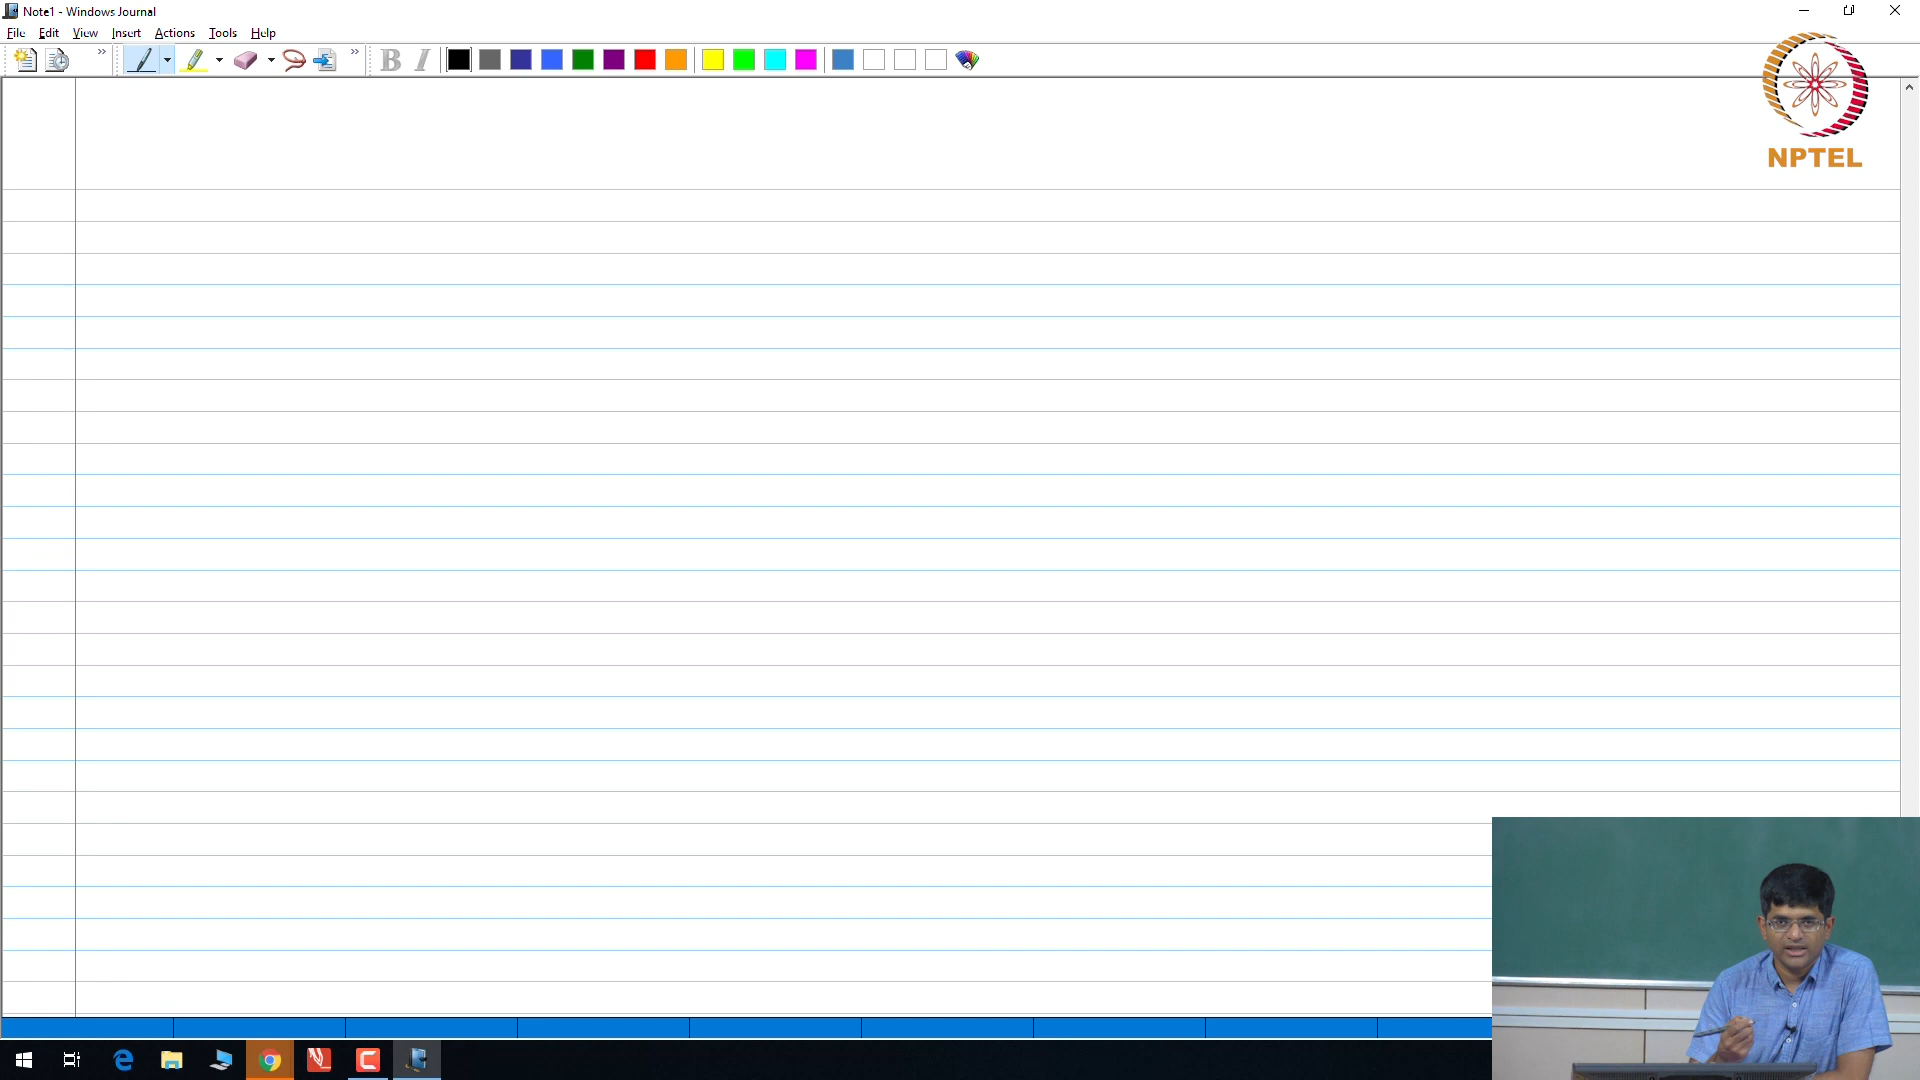 Note1 - Windows Journal
File Edit View Insert Actions Tools Help
B I
NPTEL